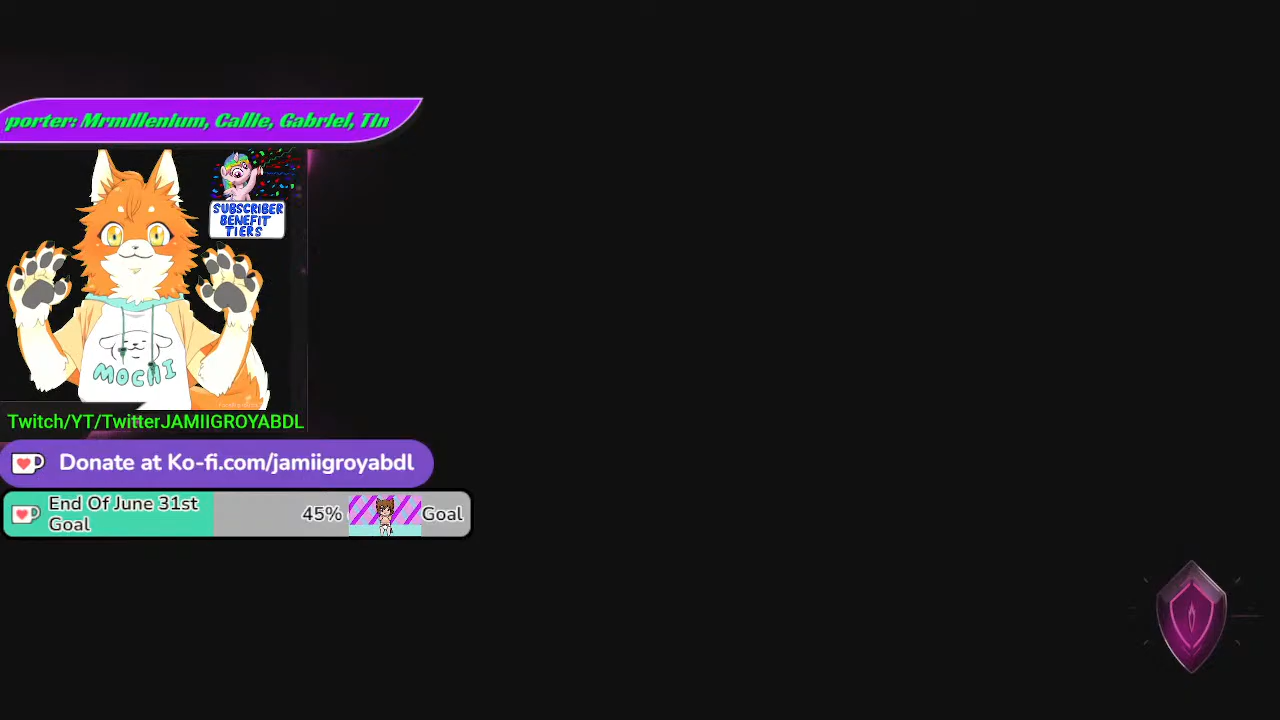 porter: Mrmillenium, Callie, Gabriel, Tin
SUBSCRIBER
BENEFIT
TIERS
MOCHI
Twitch/YT/TwitterJAMIIGROYABDL
Donate at Ko-fi.com/jamiigroyabdl
End Of June 31st
Goal
45%
Goal